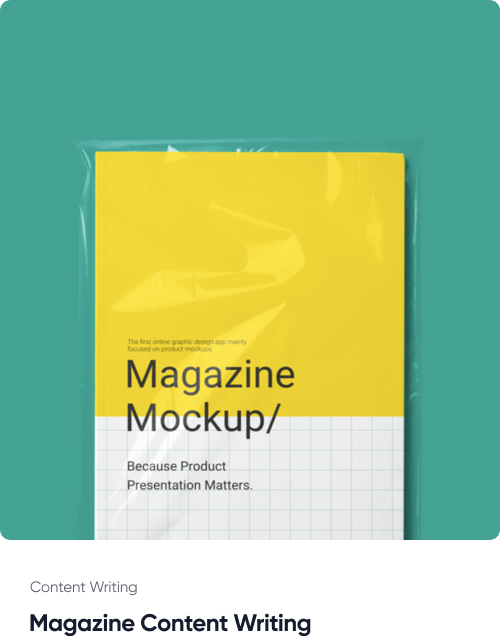 The first online graphic design app mainly
focused on product mockups.
Magazine
Mockup/
Because Product
Presentation Matters.
Content Writing
Magazine Content Writing